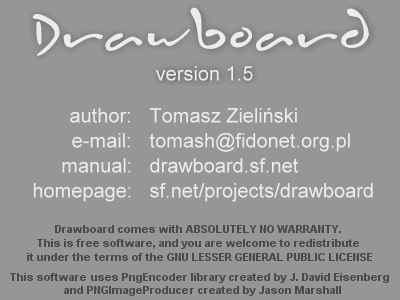 Drawboard
version 1.5
author: Tomasz Zieliński
e-mail: tomash@fidonet.org.pl
manual: drawboard.sf.net
homepage: sf.net/projects/drawboard
Drawboard comes with ABSOLUTELY NO WARRANTY.
This is free software, and you are welcome to redistribute
it under the terms of the GNU LESSER GENERAL PUBLIC LICENSE
This software uses PngEncoder library created by J. David Eisenberg
and PNGImageProducer created by Jason Marshall